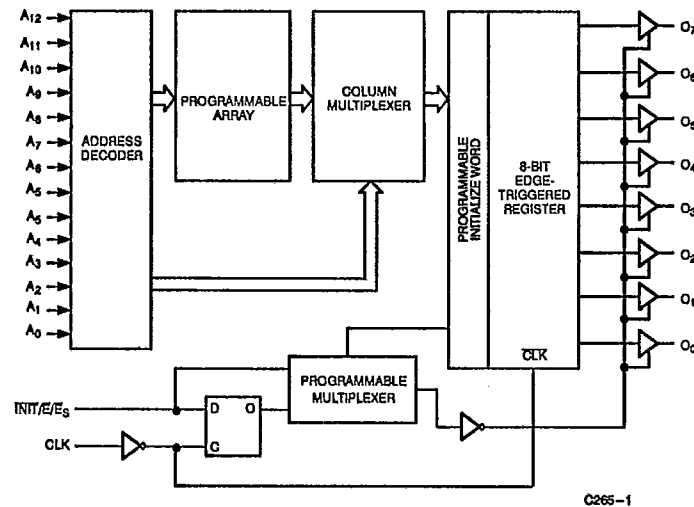 A12
A11
A10
A9
A8
A7
A6
A5
A5
A4
A3
A2
A1
A0
ADDRESS
DECODER
PROGRAMMABLE
ARRAY
COLUMN
MULTIPLEXER
PROGRAMMABLE
INITIALIZE WORD
8-BIT
EDGE-
TRIGGERED
REGISTER
CLK
O7
O6
O5
O4
O3
O2
O1
O0
PROGRAMMABLE
MULTIPLEXER
INIT/E/ES
D O
CLK
G
C265-1